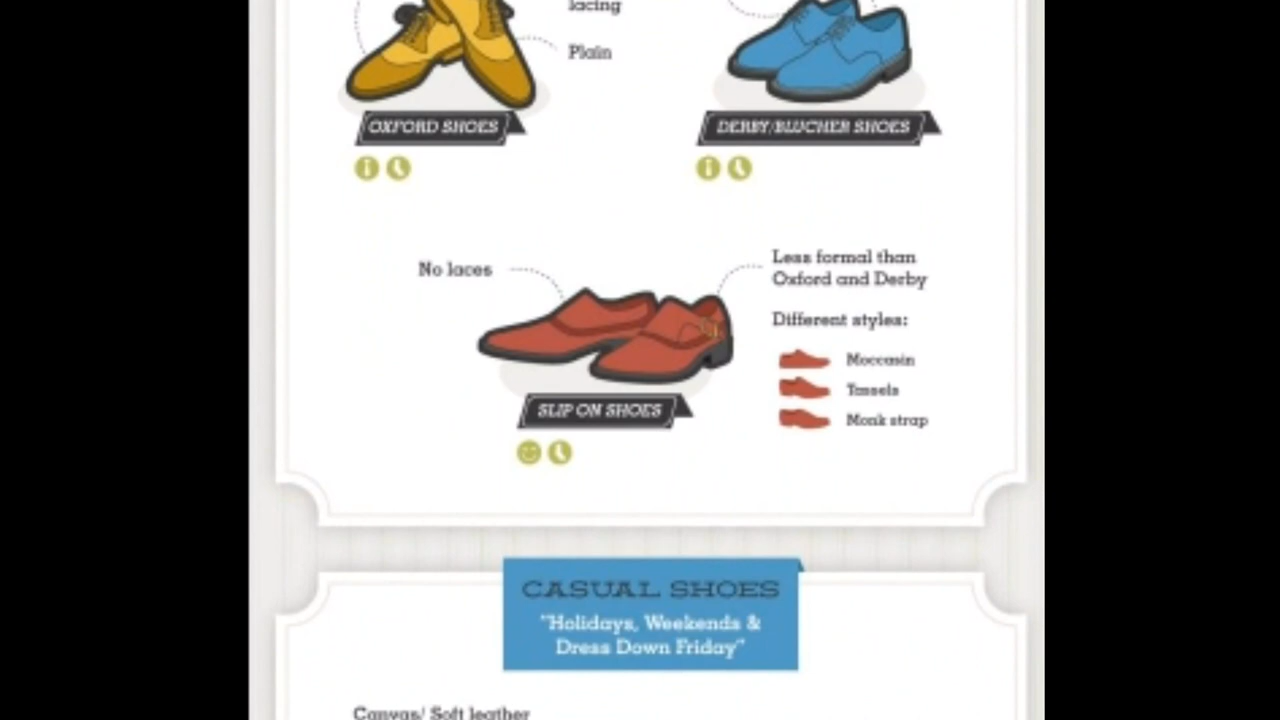 lacing
Plain
OXFORD SHOES
DERBY/BLUCHER SHOES
No laces
Less formal than
Oxford and Derby
Different styles:
Moccasin
Tassels
Monk strap
SLIP ON SHOES
CASUAL SHOES
"Holidays, Weekends &
Dress Down Friday"
Canvas/ Soft leather